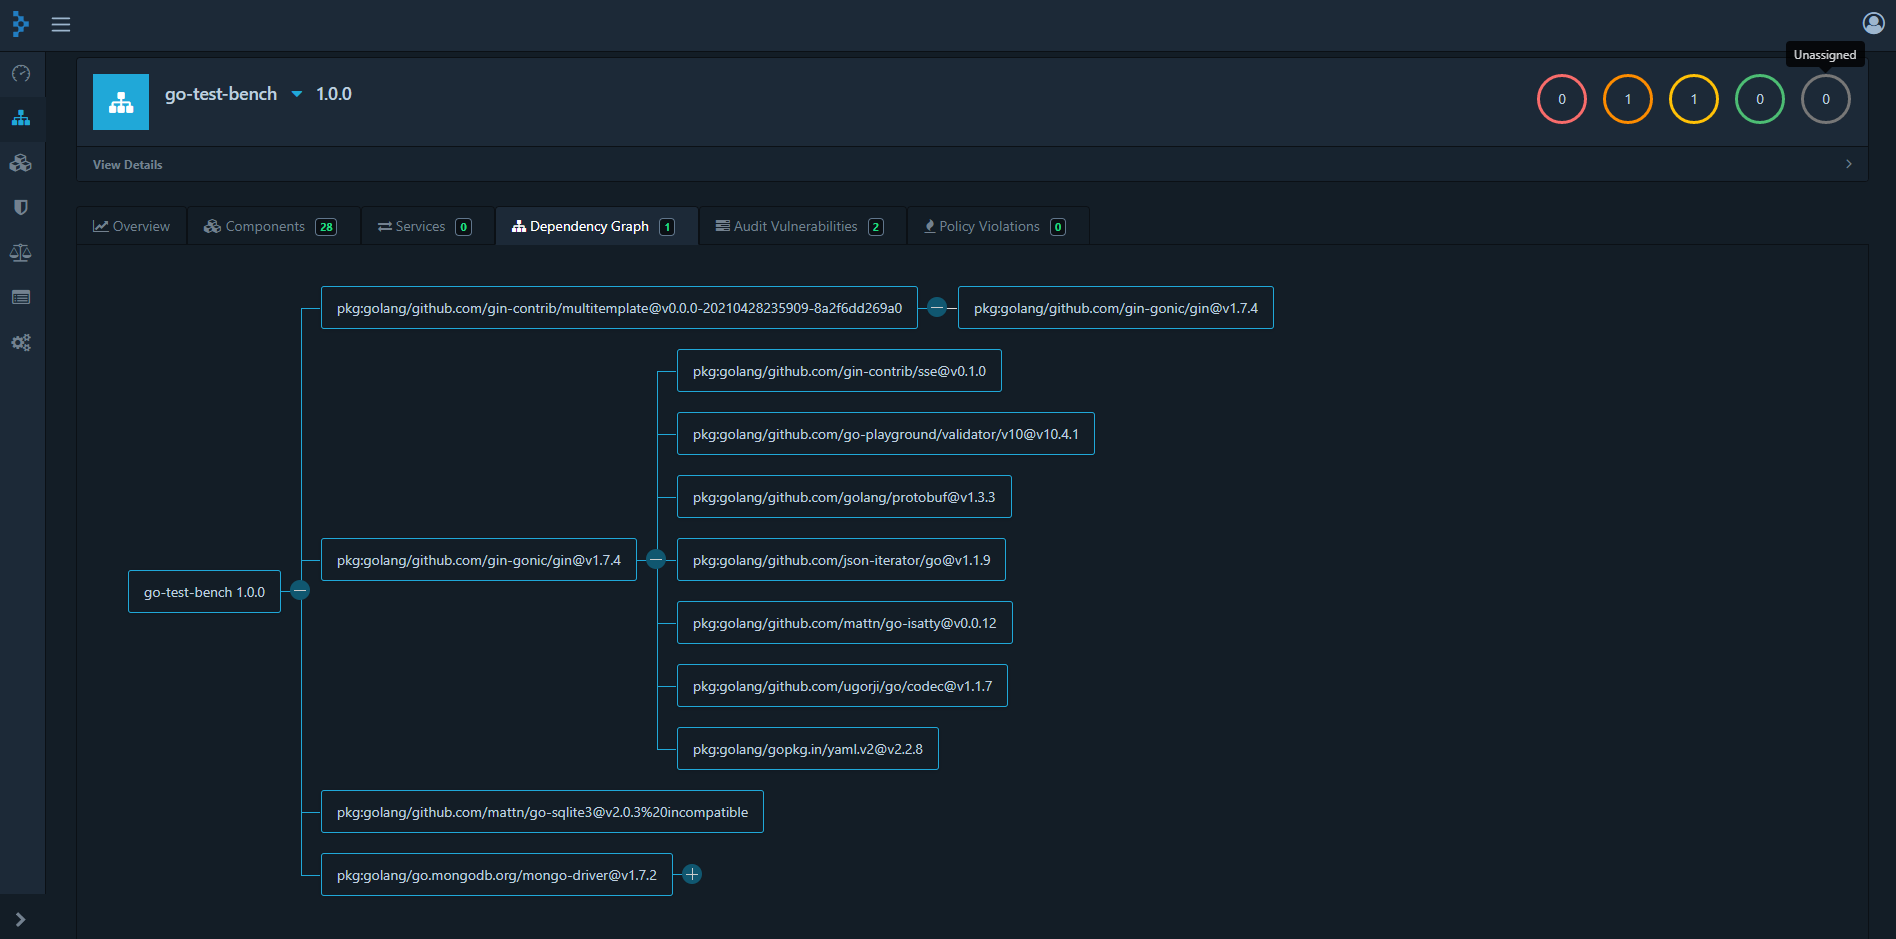 Unassigned
go-test-bench 1.0.0
0 1 1 0 0
View Details
Overview Components 28 Services 0 Dependency Graph 1 Audit Vulnerabilities 2 Policy Violations 0
pkg:golang/github.com/gin-contrib/multitemplate@v0.0.0-20210428235909-8a2f6dd269a0 pkg:golang/github.com/gin-gonic/gin@v1.7.4
pkg:golang/github.com/gin-contrib/sse@v0.1.0
pkg:golang/github.com/go-playground/validator/v10@v10.4.1
pkg:golang/github.com/golang/protobuf@v1.3.3
pkg:golang/github.com/gin-gonic/gin@v1.7.4 pkg:golang/github.com/json-iterator/go@v1.1.9
go-test-bench 1.0.0
pkg:golang/github.com/mattn/go-isatty@v0.0.12
pkg:golang/github.com/ugorji/go/codec@v1.1.7
pkg:golang/gopkg.in/yaml.v2@v2.2.8
pkg:golang/github.com/mattn/go-sqlite3@v2.0.3%20incompatible
pkg:golang/go.mongodb.org/mongo-driver@v1.7.2